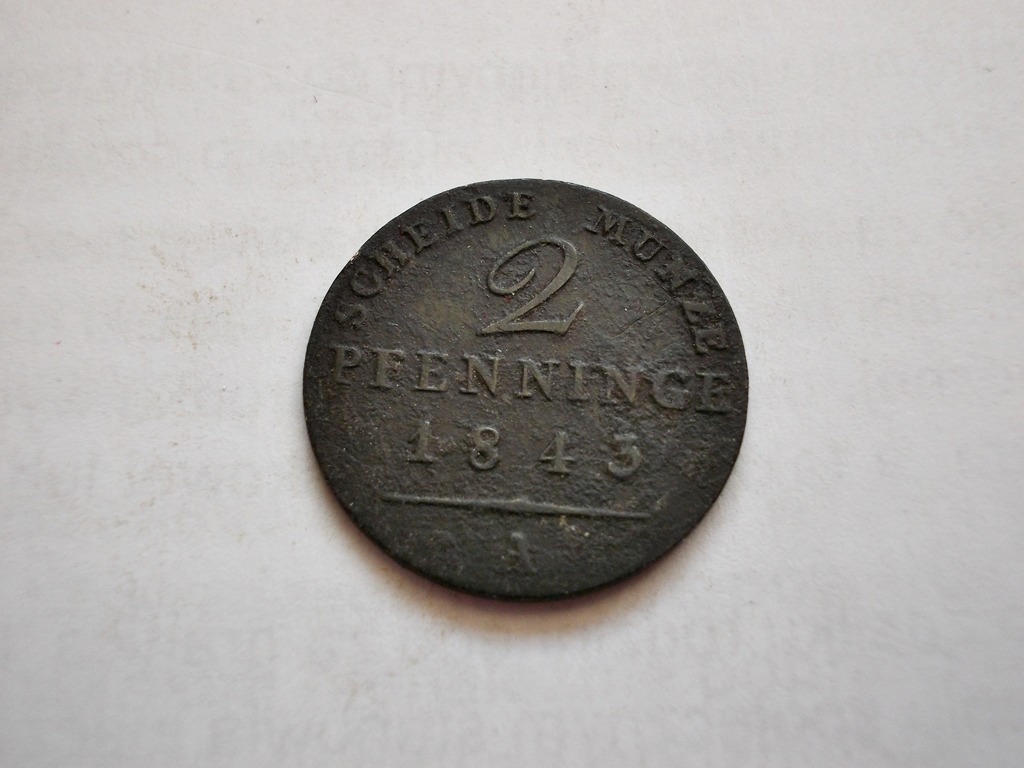 SCHEIDE MÜNZE
2
PFENNINGE
1843
A